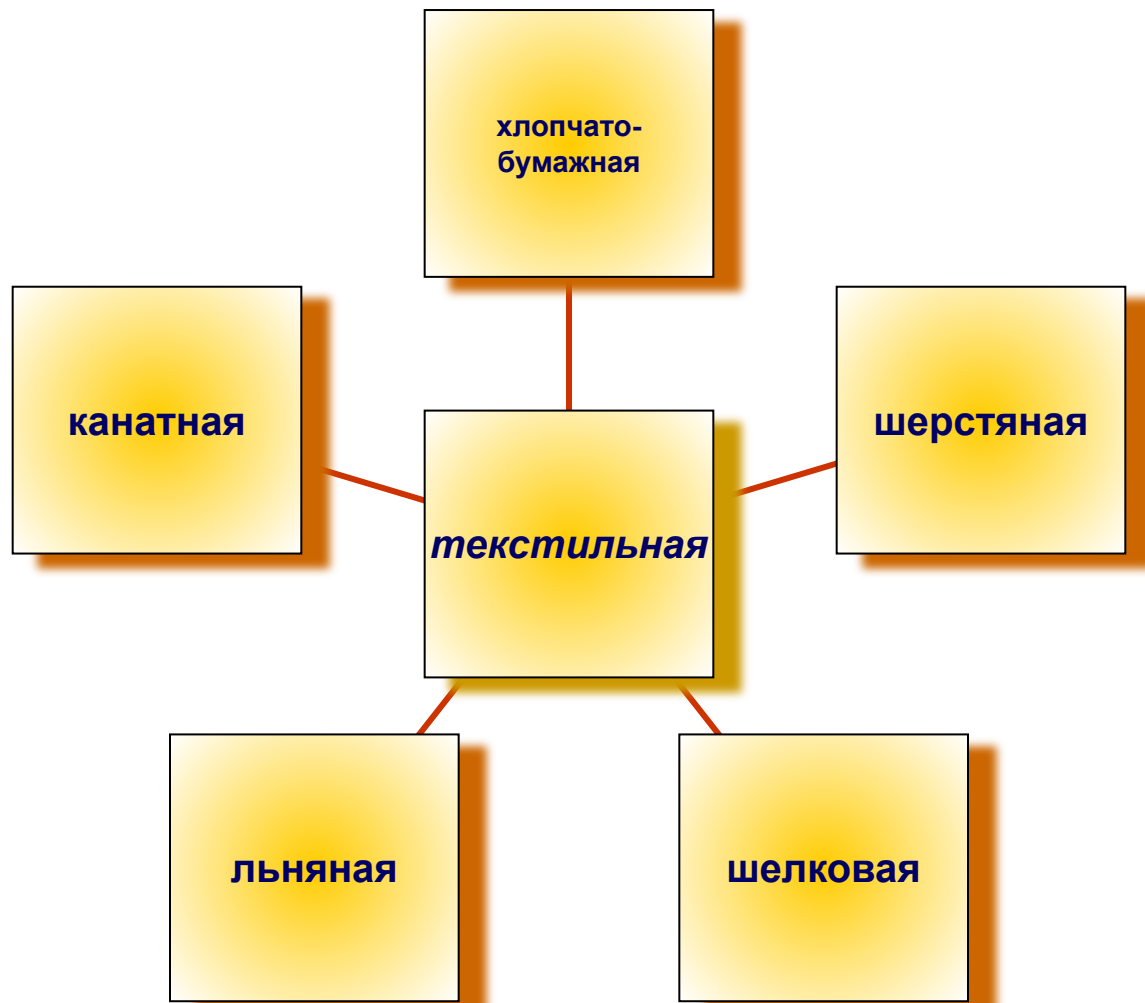 хлопчато-
бумажная
канатная
шерстяная
текстильная
льняная
шелковая